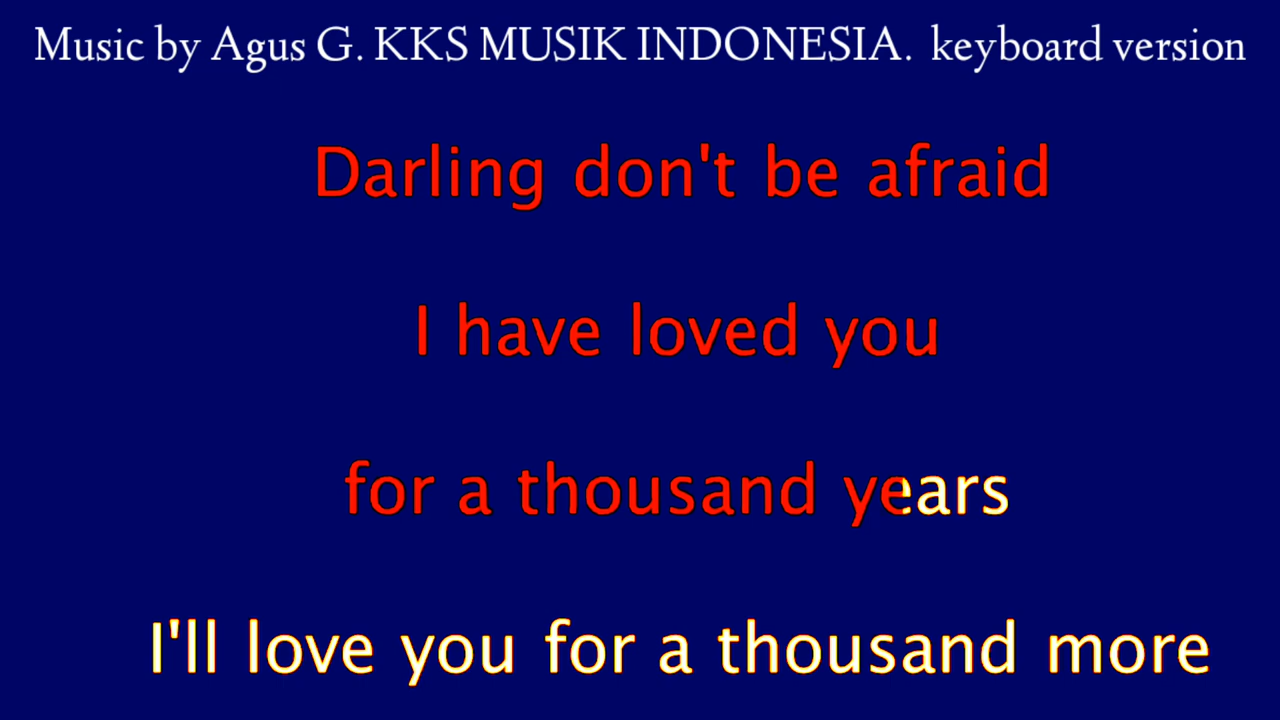 Music by Agus G. KKS MUSIK INDONESIA.  keyboard version
Darling don't be afraid
I have loved you
for a thousand years
I'll love you for a thousand more